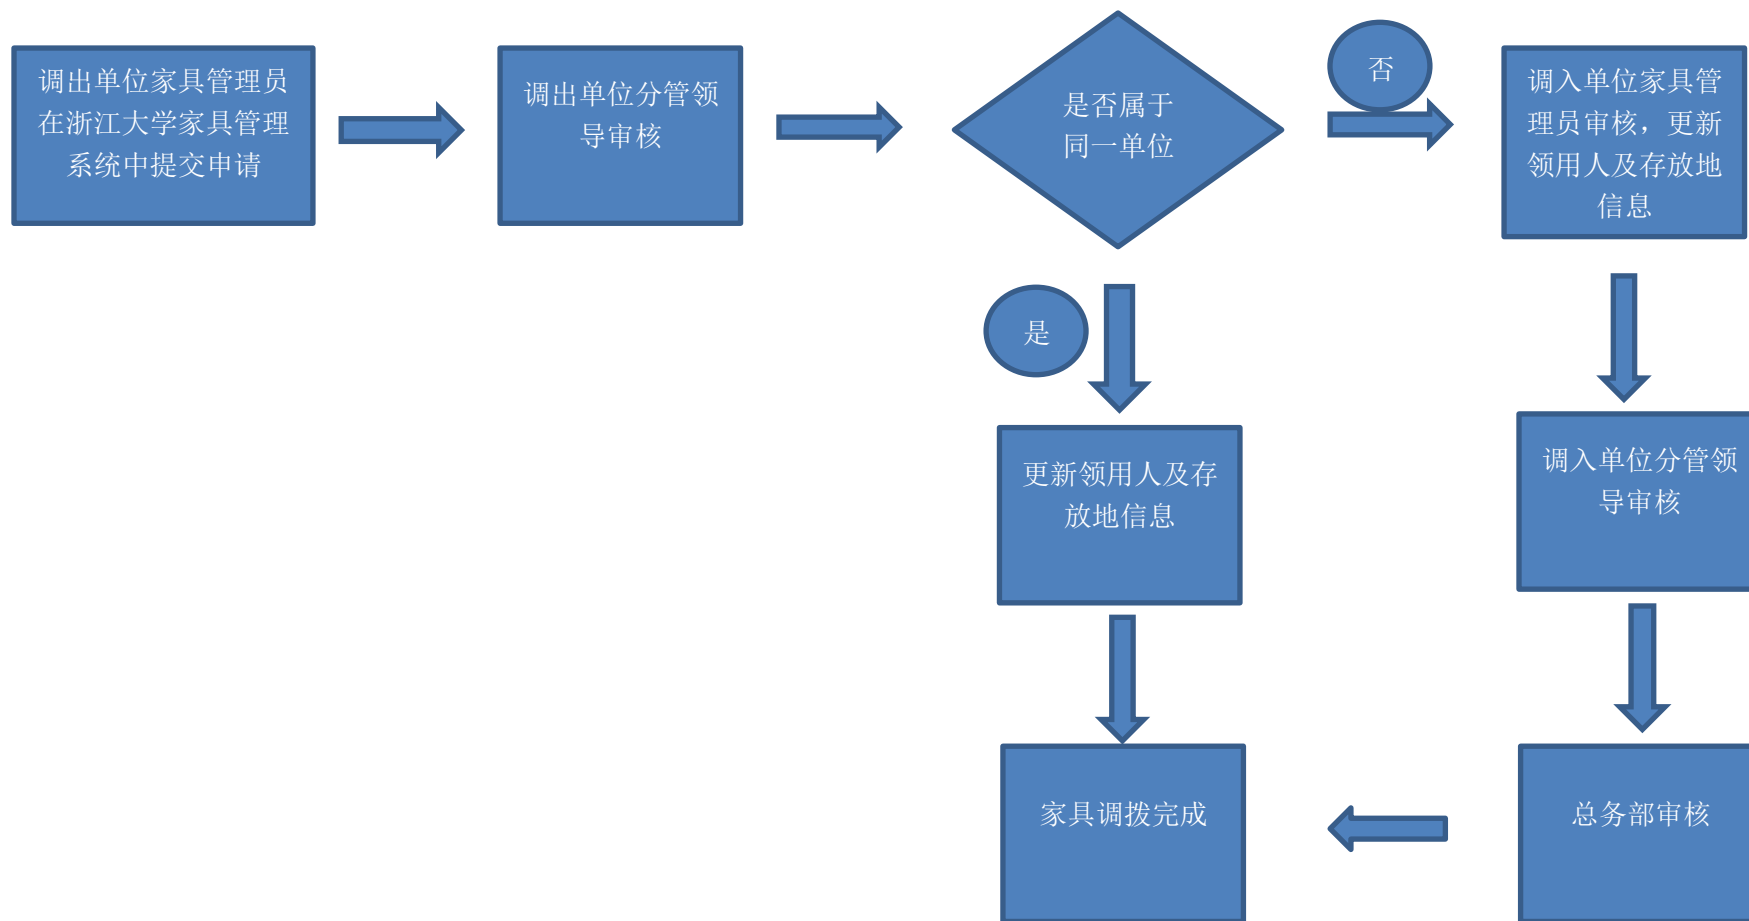 调出单位家具管理员
在浙江大学家具管理
系统中提交申请
调出单位分管领
导审核
是否属于
同一单位
否
调入单位家具管
理员审核，更新
领用人及存放地
信息
是
更新领用人及存
放地信息
调入单位分管领
导审核
家具调拨完成
总务部审核